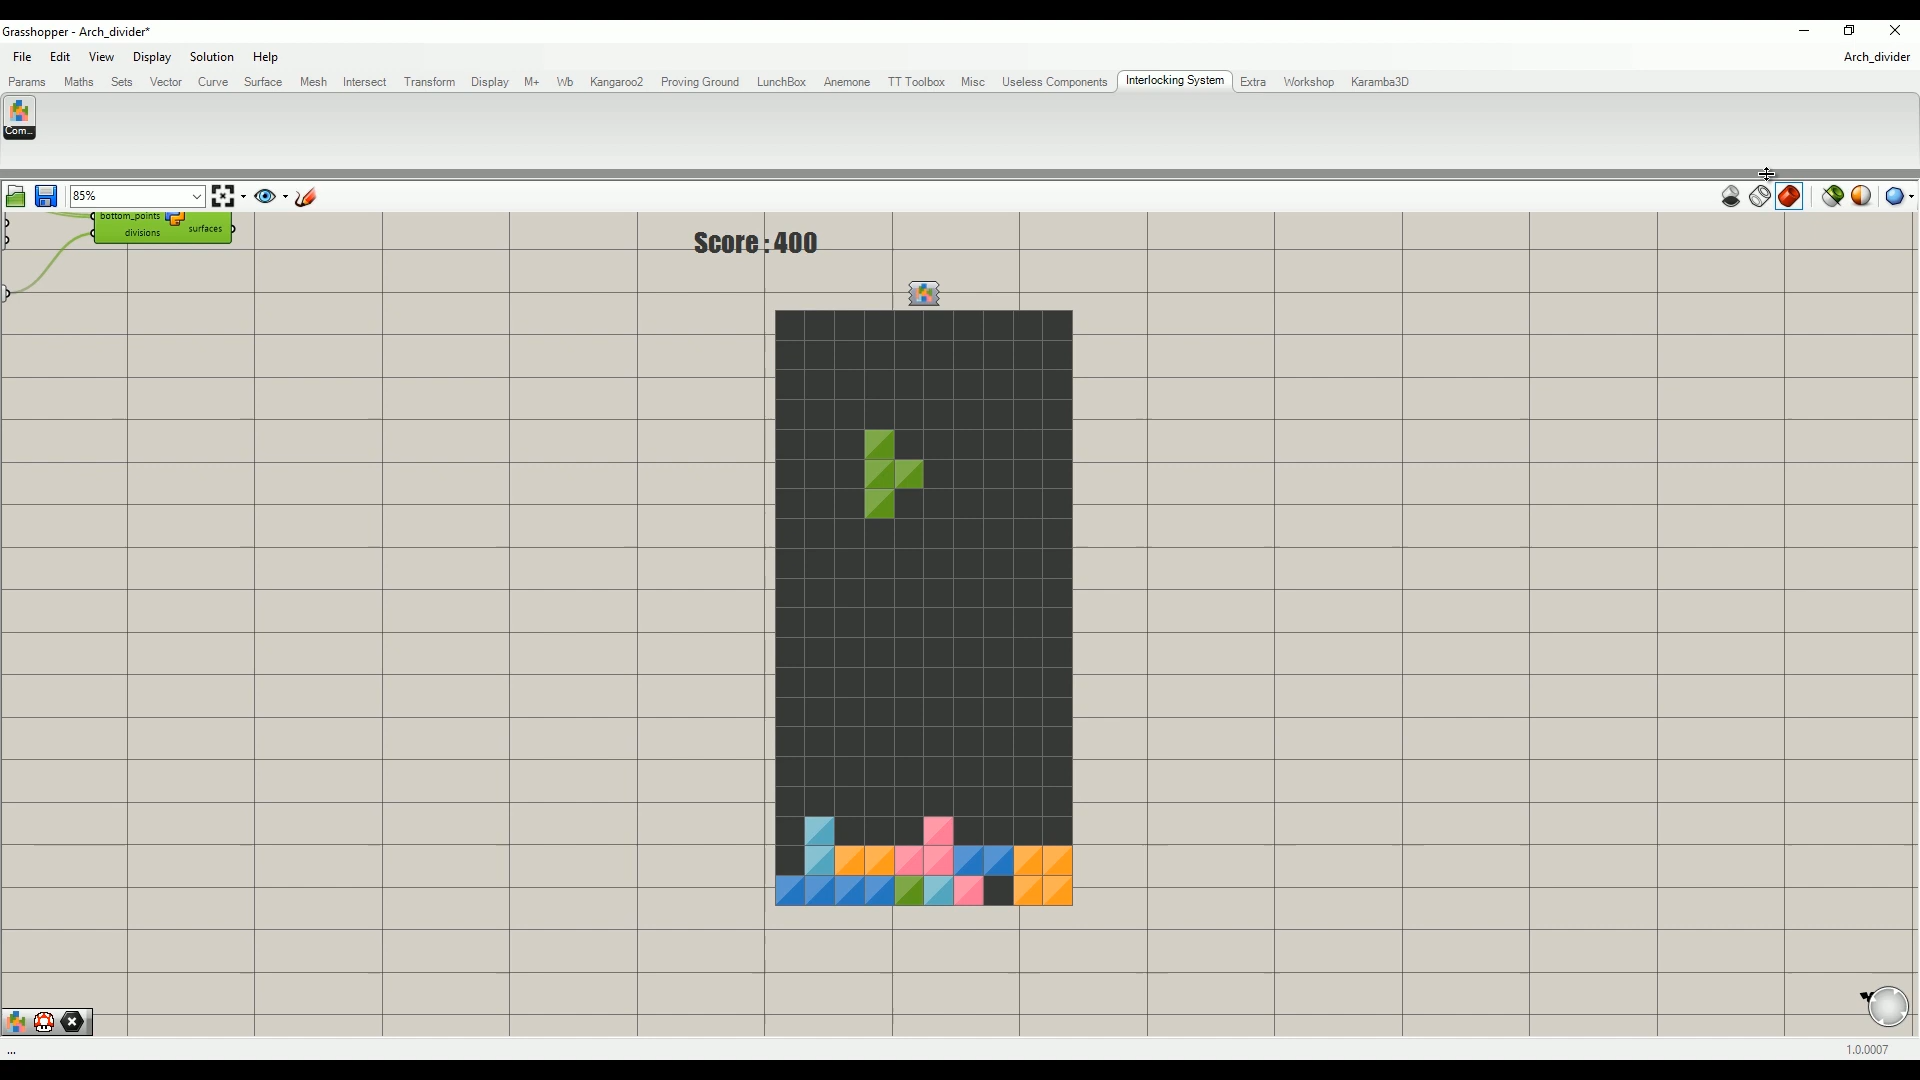 Grasshopper - Arch_divider*
File Edit View Display Solution Help Arch_divider
Params Maths Sets Vector Curve Surface Mesh Intersect Transform Display M+ Wb Kangaroo2 Proving Ground LunchBox Anemone TT Toolbox Misc Useless Components Interlocking System Extra Workshop Karamba3D
Com...
85%
bottom_points
divisions
surfaces
Score : 400
...
1.0.0007